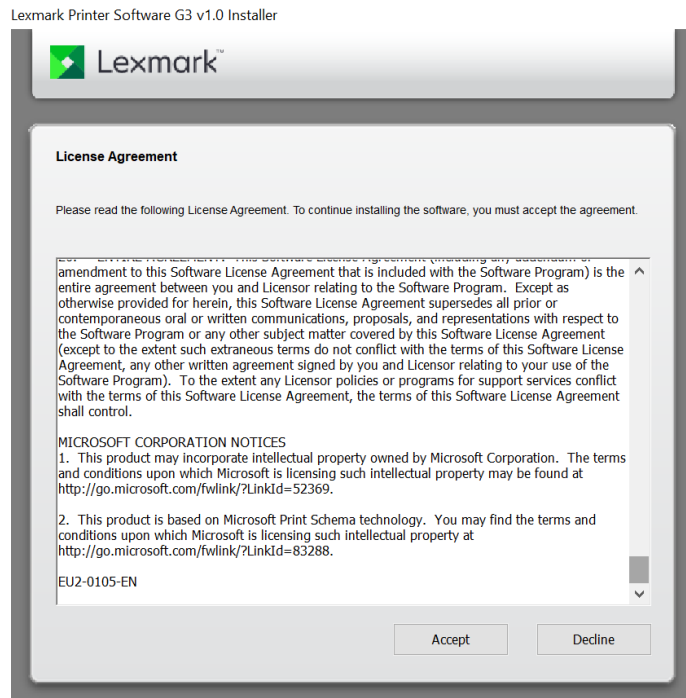 Lexmark Printer Software G3 v1.0 Installer
Lexmark™
License Agreement
Please read the following License Agreement. To continue installing the software, you must accept the agreement.
20. ENTIRE AGREEMENT. This Software License Agreement (including any addendum or
amendment to this Software License Agreement that is included with the Software Program) is the
entire agreement between you and Licensor relating to the Software Program.  Except as
otherwise provided for herein, this Software License Agreement supersedes all prior or
contemporaneous oral or written communications, proposals, and representations with respect to
the Software Program or any other subject matter covered by this Software License Agreement
(except to the extent such extraneous terms do not conflict with the terms of this Software License
Agreement, any other written agreement signed by you and Licensor relating to your use of the
Software Program).  To the extent any Licensor policies or programs for support services conflict
with the terms of this Software License Agreement, the terms of this Software License Agreement
shall control.
MICROSOFT CORPORATION NOTICES
1.  This product may incorporate intellectual property owned by Microsoft Corporation.  The terms
and conditions upon which Microsoft is licensing such intellectual property may be found at
http://go.microsoft.com/fwlink/?LinkId=52369.
2.  This product is based on Microsoft Print Schema technology.  You may find the terms and
conditions upon which Microsoft is licensing such intellectual property at
http://go.microsoft.com/fwlink/?LinkId=83288.
EU2-0105-EN
Accept
Decline